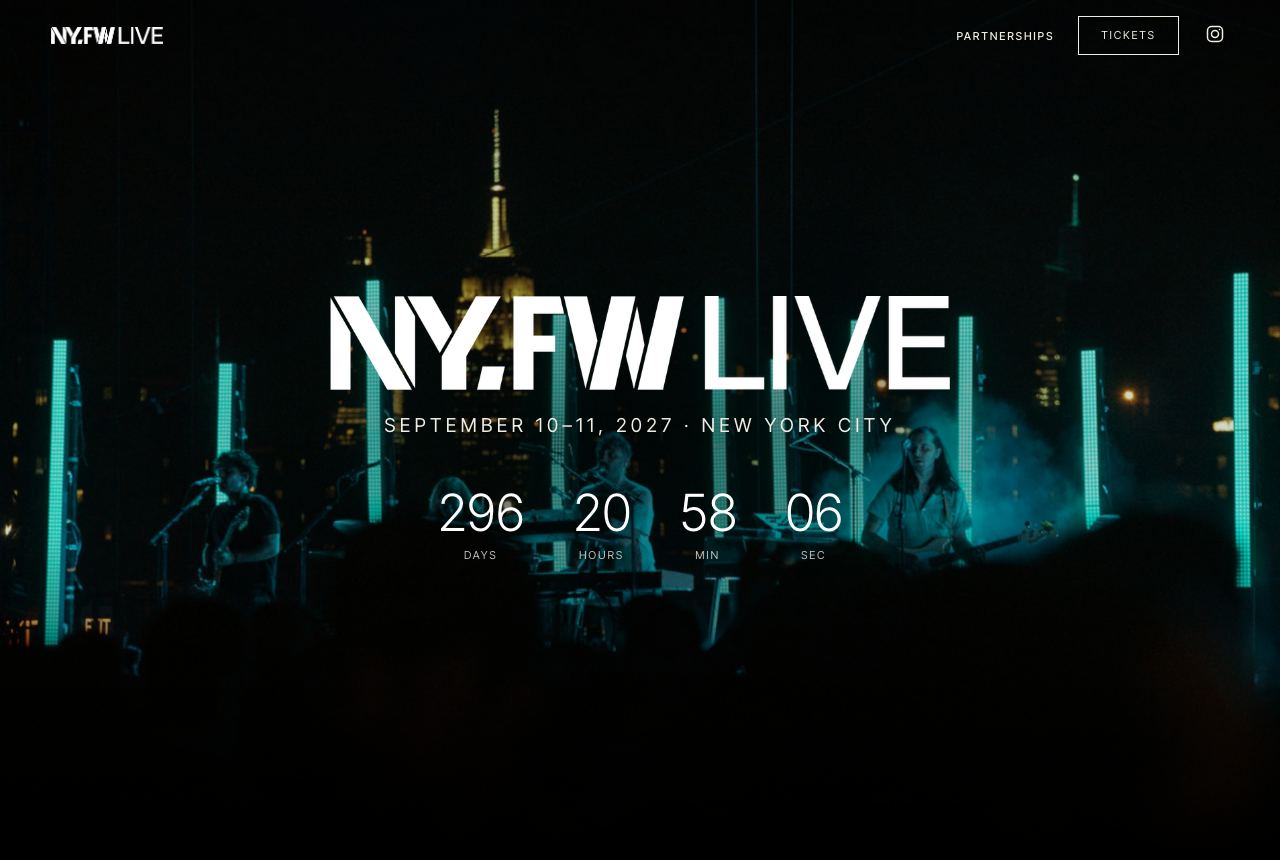 NY.FW LIVE
PARTNERSHIPS
TICKETS
NY.FW LIVE
SEPTEMBER 10–11, 2027 · NEW YORK CITY
296 20 58 06
DAYS HOURS MIN SEC